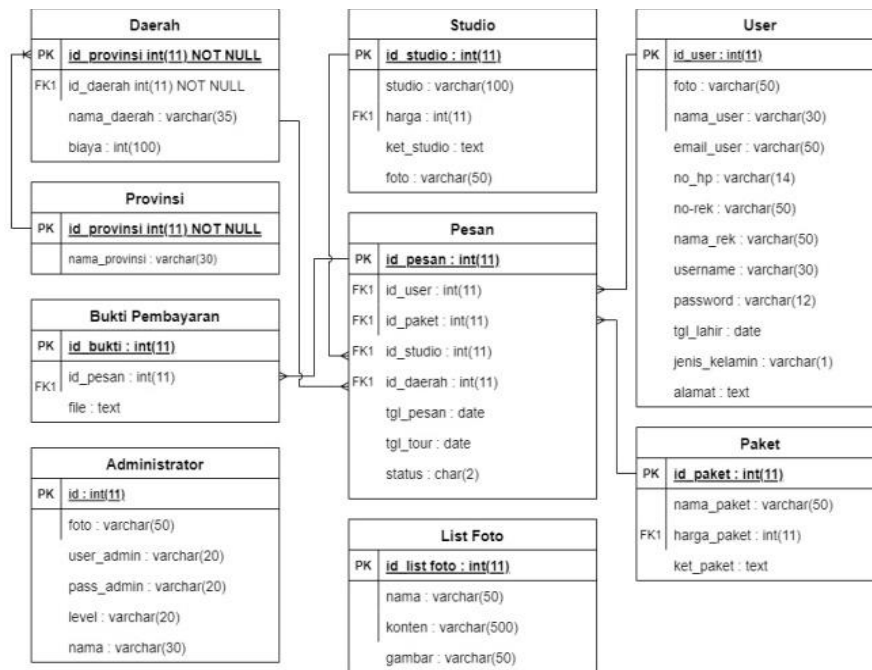 Daerah
PK id_provinsi int(11) NOT NULL
FK1 id_daerah int(11) NOT NULL
nama_daerah : varchar(35)
biaya : int(100)
Provinsi
PK id_provinsi int(11) NOT NULL
nama_provinsi : varchar(30)
Bukti Pembayaran
PK id_bukti : int(11)
FK1 id_pesan : int(11)
file : text
Administrator
PK id : int(11)
foto : varchar(50)
user_admin : varchar(20)
pass_admin : varchar(20)
level : varchar(20)
nama : varchar(30)
Studio
PK id_studio : int(11)
studio : varchar(100)
FK1 harga : int(11)
ket_studio : text
foto : varchar(50)
Pesan
PK id_pesan : int(11)
FK1 id_user : int(11)
FK1 id_paket : int(11)
FK1 id_studio : int(11)
FK1 id_daerah : int(11)
tgl_pesan : date
tgl_tour : date
status : char(2)
List Foto
PK id_list foto : int(11)
nama : varchar(50)
konten : varchar(500)
gambar : varchar(50)
User
PK id_user : int(11)
foto : varchar(50)
nama_user : varchar(30)
email_user : varchar(50)
no_hp : varchar(14)
no-rek : varchar(50)
nama_rek : varchar(50)
username : varchar(30)
password : varchar(12)
tgl_lahir : date
jenis_kelamin : varchar(1)
alamat : text
Paket
PK id_paket : int(11)
nama_paket : varchar(50)
FK1 harga_paket : int(11)
ket_paket : text